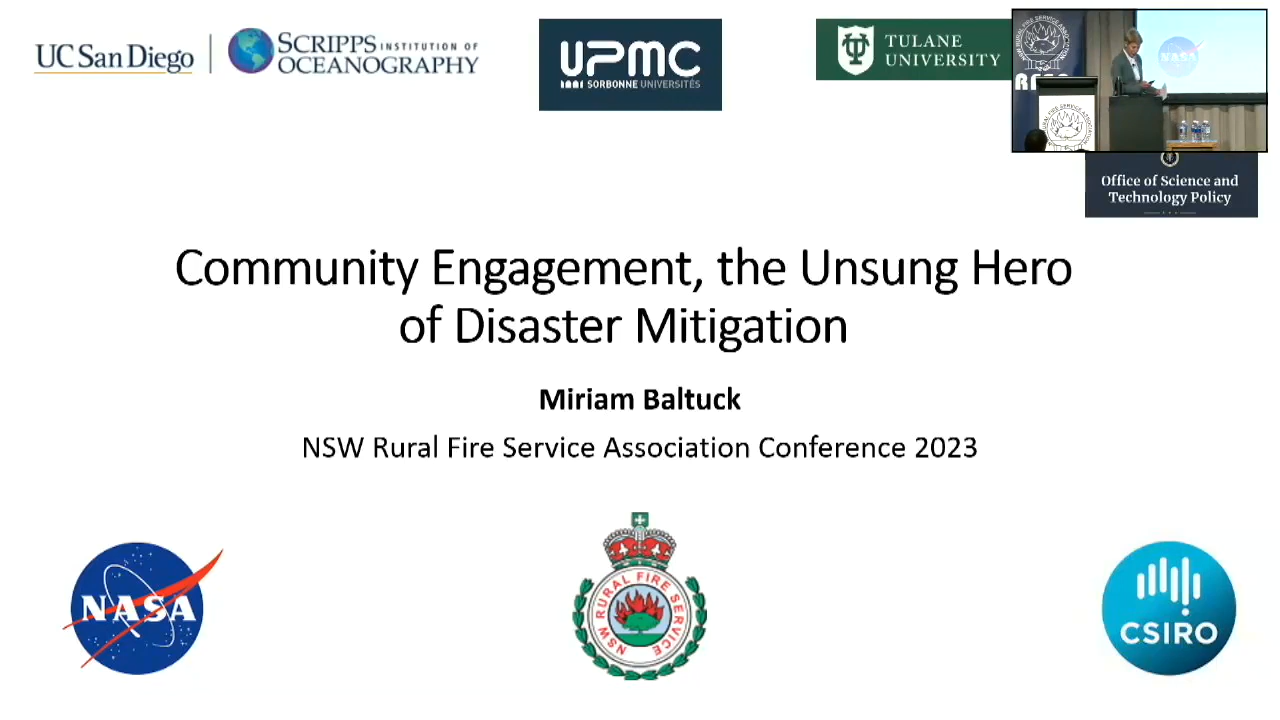 UC San Diego
SCRIPPS INSTITUTION OF
OCEANOGRAPHY
UPMC
SORBONNE UNIVERSITÉS
TULANE
UNIVERSITY
NASA
Office of Science and
Technology Policy
Community Engagement, the Unsung Hero
of Disaster Mitigation
Miriam Baltuck
NSW Rural Fire Service Association Conference 2023
NASA
NSW RURAL FIRE SERVICE
CSIRO